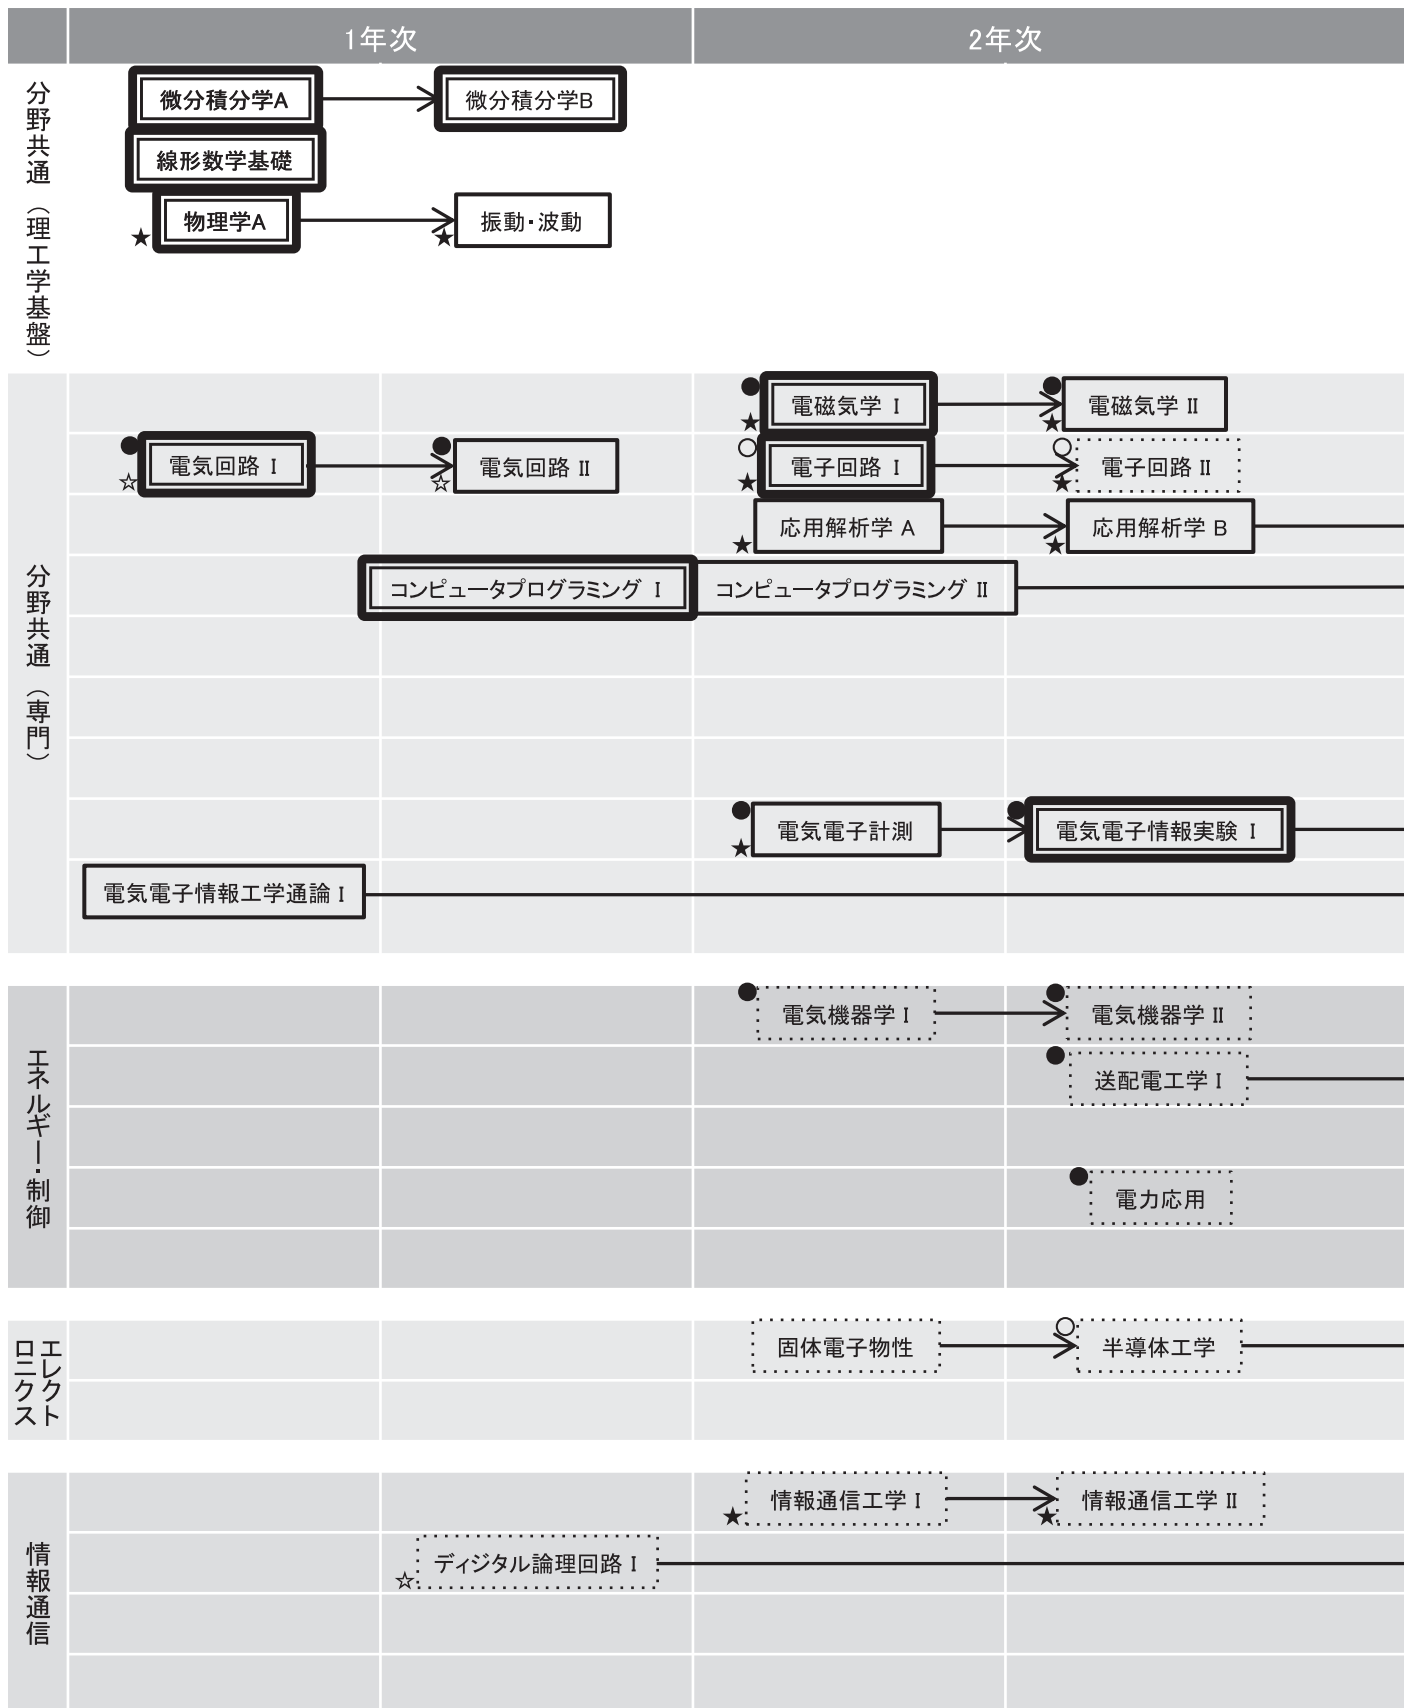 1年次
2年次
分野共通（理工学基盤）
微分積分学A
微分積分学B
線形数学基礎
物理学A
★
振動・波動
★
分野共通（専門）
●
電磁気学 I
★
●
電磁気学 II
★
●
電気回路 I
☆
●
電気回路 II
☆
○
電子回路 I
★
○
電子回路 II
★
応用解析学 A
★
応用解析学 B
★
コンピュータプログラミング I
コンピュータプログラミング II
●
電気電子計測
★
●
電気電子情報実験 I
電気電子情報工学通論 I
エネルギー・制御
●
電気機器学 I
●
電気機器学 II
●
送配電工学 I
●
電力応用
エレクト
ロニクス
固体電子物性
○
半導体工学
情報通信
情報通信工学 I
★
情報通信工学 II
★
ディジタル論理回路 I
☆